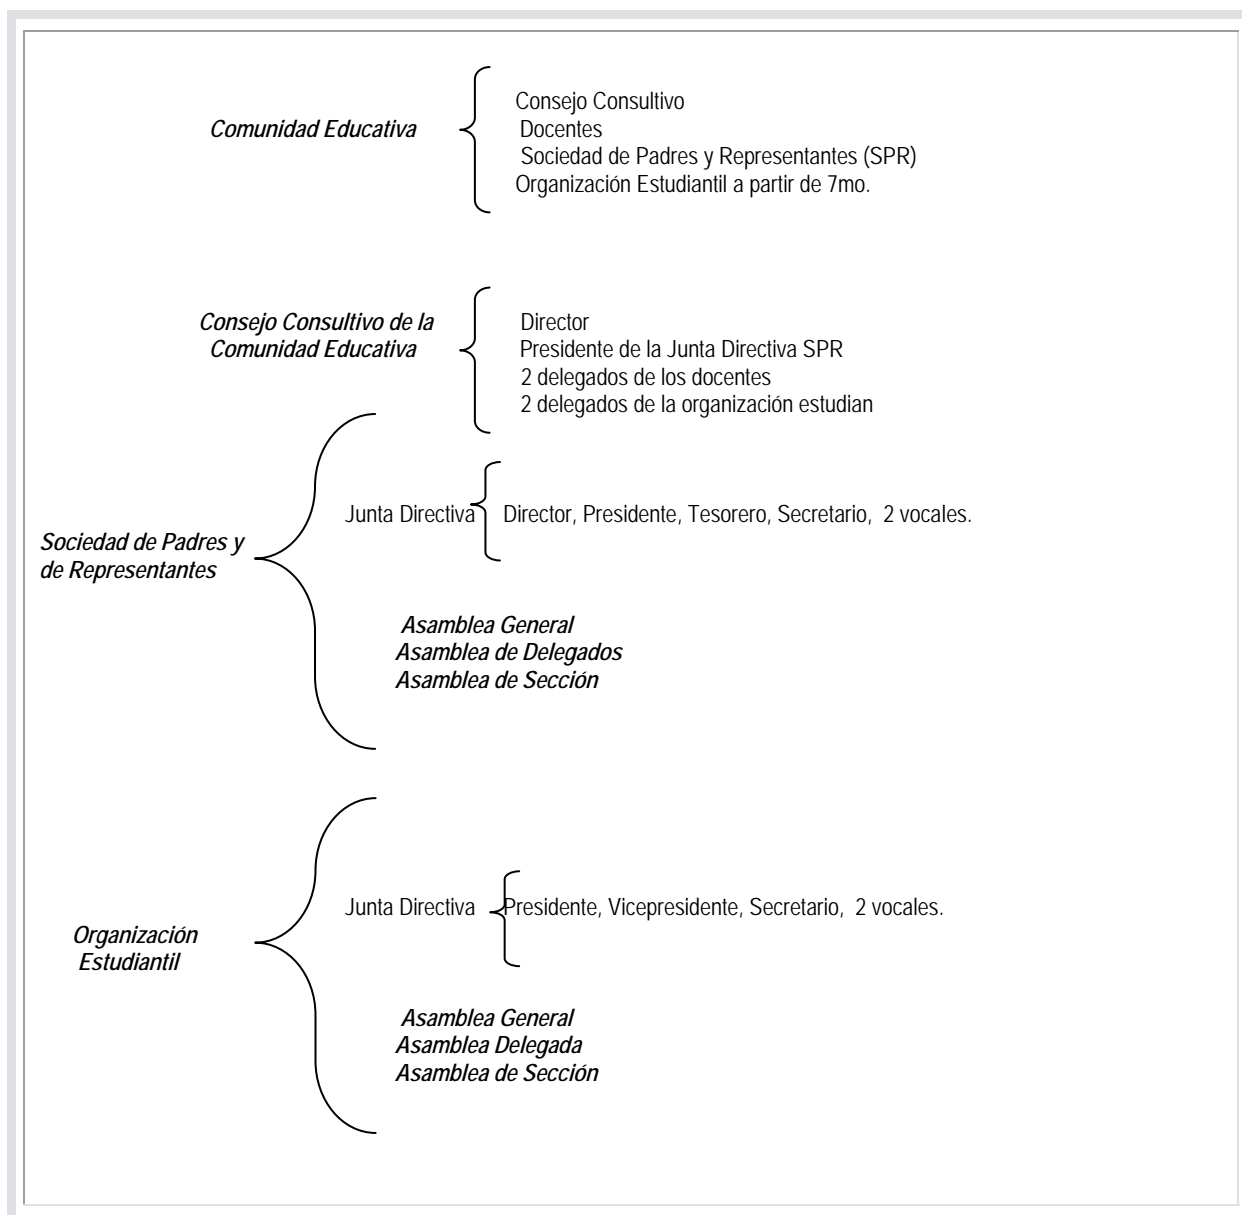 Comunidad Educativa
Consejo Consultivo
Docentes
Sociedad de Padres y Representantes (SPR)
Organización Estudiantil a partir de 7mo.
Consejo Consultivo de la
Comunidad Educativa
Director
Presidente de la Junta Directiva SPR
2 delegados de los docentes
2 delegados de la organización estudian
Sociedad de Padres y
de Representantes
Junta Directiva
Director, Presidente, Tesorero, Secretario, 2 vocales.
Asamblea General
Asamblea de Delegados
Asamblea de Sección
Organización
Estudiantil
Junta Directiva
Presidente, Vicepresidente, Secretario, 2 vocales.
Asamblea General
Asamblea Delegada
Asamblea de Sección